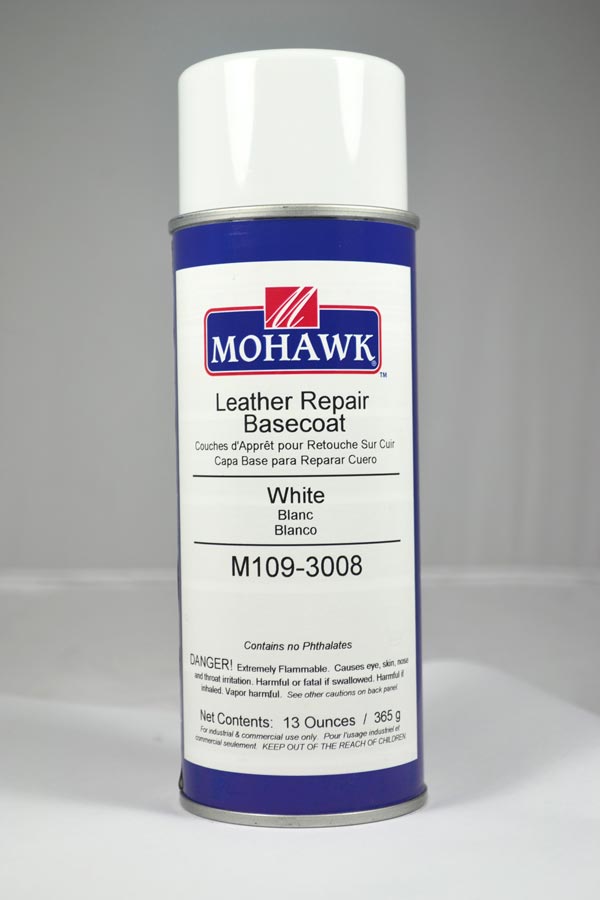 M
MOHAWK®
™
Leather Repair
Basecoat
Couches d'Apprêt pour Retouche Sur Cuir
Capa Base para Reparar Cuero
White
Blanc
Blanco
M109-3008
Contains no Phthalates
DANGER! Extremely Flammable. Causes eye, skin, nose
and throat irritation. Harmful or fatal if swallowed. Harmful if
inhaled. Vapor harmful. See other cautions on back panel.
Net Contents: 13 Ounces / 365 g
For industrial & commercial use only. Pour l'usage industriel et
commercial seulement. KEEP OUT OF THE REACH OF CHILDREN.